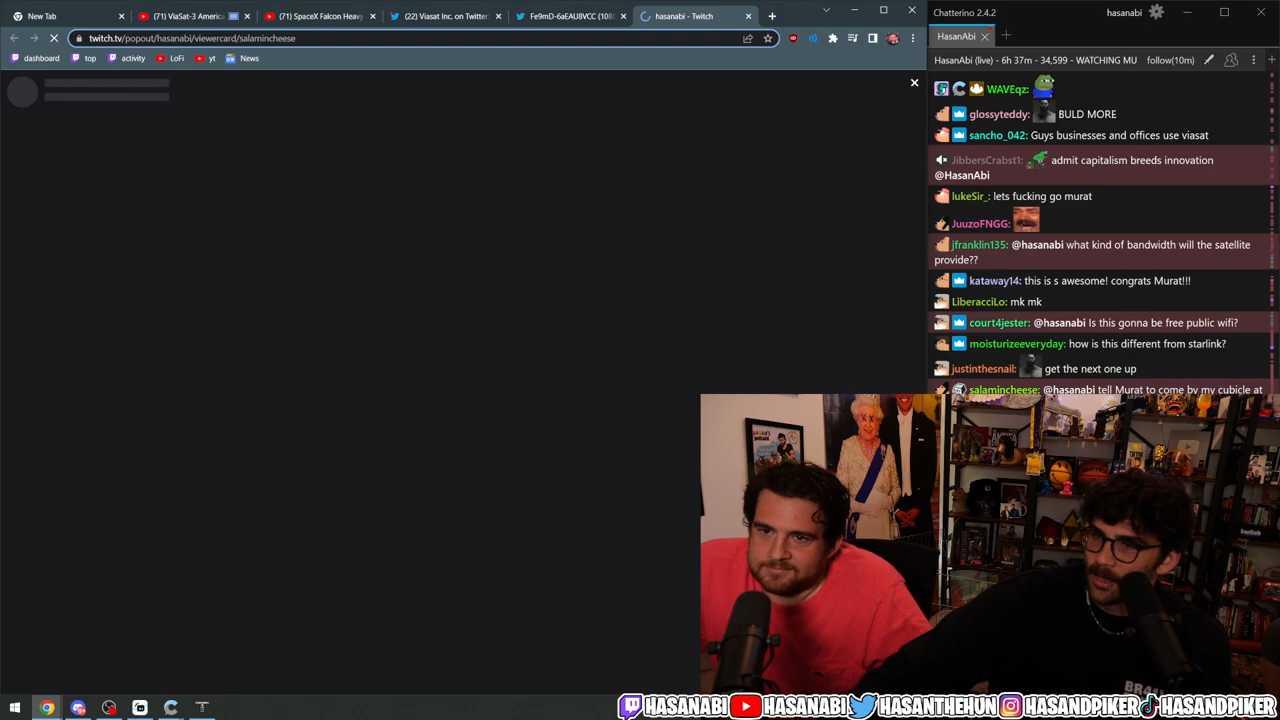 New Tab
(71) ViaSat-3 Americ
(71) SpaceX Falcon Heav
(22) Viasat Inc. on Twitter
Fe9mD-6aEAU8VCC (108
hasanabi - Twitch
twitch.tv/popout/hasanabi/viewercard/salamincheese
dashboard
top
activity
LoFi
yt
News
Chatterino 2.4.2
hasanabi
HasanAbi
HasanAbi (live) - 6h 37m - 34,599 - WATCHING MU
follow(10m)
WAVEqz:
glossyteddy: BULD MORE
sancho_042: Guys businesses and offices use viasat
JibbersCrabst1: admit capitalism breeds innovation
@HasanAbi
lukeSir_: lets fucking go murat
JuuzoFNGG:
jfranklin135: @hasanabi what kind of bandwidth will the satellite
provide??
kataway14: this is s awesome! congrats Murat!!!
LiberacciLo: mk mk
court4jester: @hasanabi Is this gonna be free public wifi?
moisturizeeveryday: how is this different from starlink?
justinthesnail: get the next one up
salamincheese: @hasanabi tell Murat to come by my cubicle at
HASANABI
HASANABI
HASANTHEHUN
HASANDPIKER
HASANDPIKER